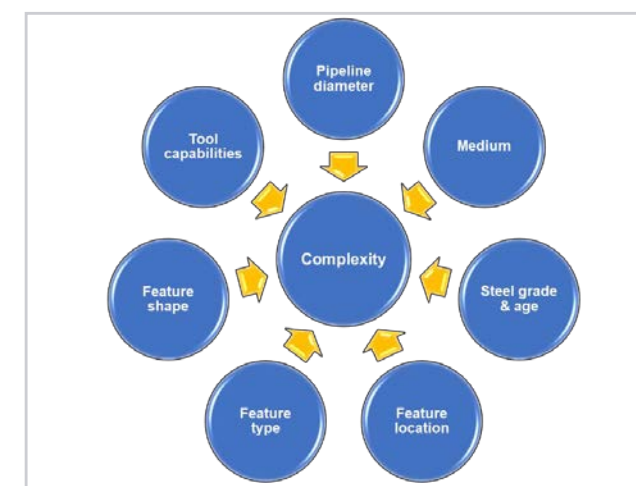 Pipeline
diameter
Tool
capabilities
Medium
Complexity
Feature
shape
Steel grade
& age
Feature
type
Feature
location